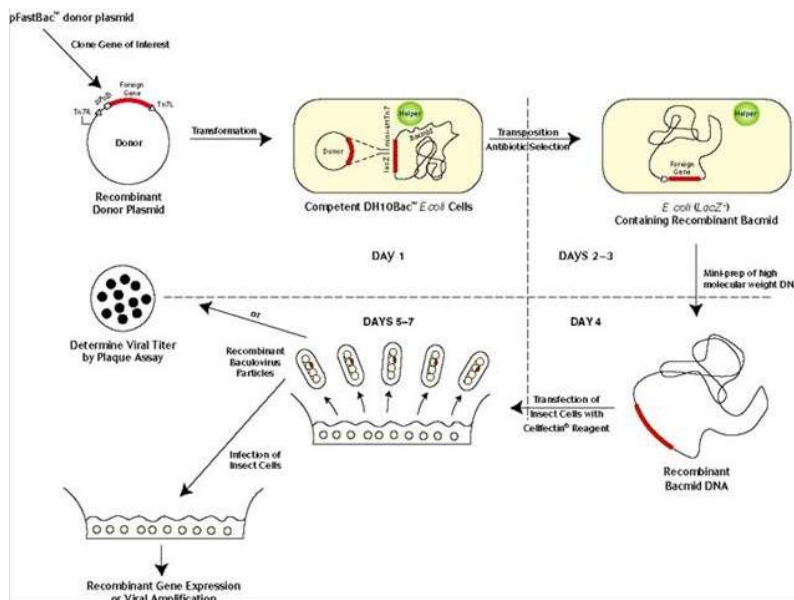 pFastBac™ donor plasmid
Clone Gene of Interest
Foreign
Gene
Tn7R
Tn7L
Donor
Recombinant
Donor Plasmid
Transformation
Donor
lacZ
mini-attTn7
Helper
Bacmid
Competent DH10Bac™ E. coli Cells
Transposition
Antibiotic Selection
Helper
Foreign
Gene
E. coli (LacZ⁻)
Containing Recombinant Bacmid
DAY 1
DAYS 2–3
Mini-prep of high
molecular weight DN
Determine Viral Titer
by Plaque Assay
or
DAYS 5–7
DAY 4
Recombinant
Baculovirus
Particles
Transfection of
Insect Cells with
Cellfectin® Reagent
Recombinant
Bacmid DNA
Infection of
Insect Cells
Recombinant Gene Expression
or Viral Amplification